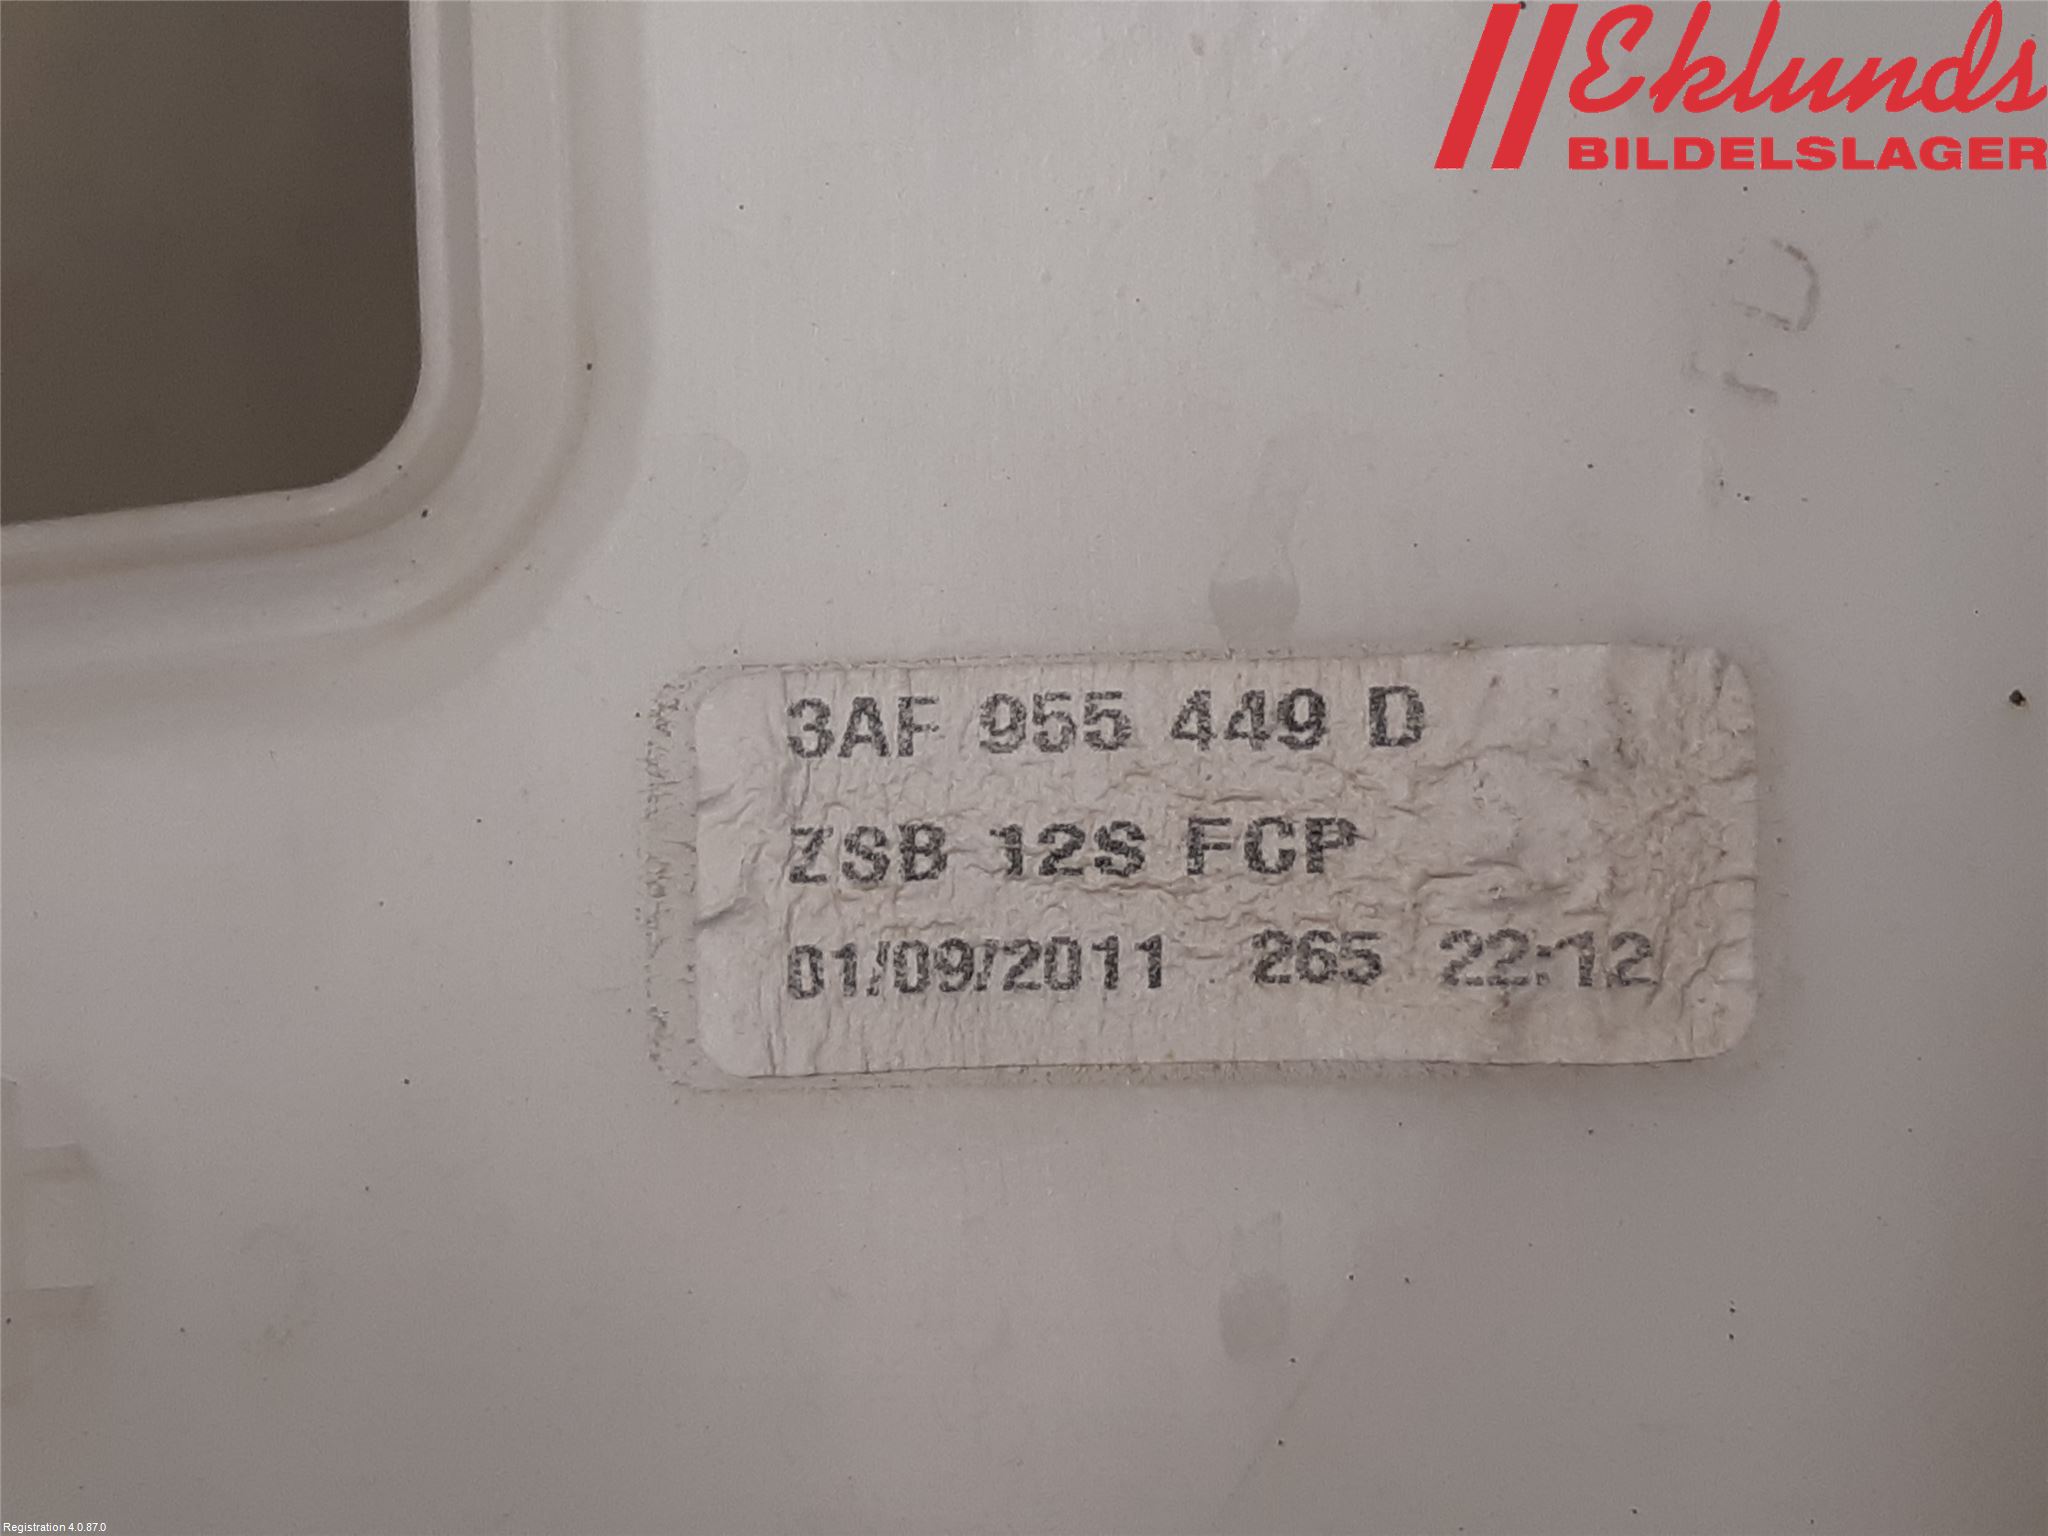 Eklunds
BILDELSLAGER
3AF 955 449 D
ZSB 12S FCP
01/09/2011 265 22:12
Registration 4.0.87.0